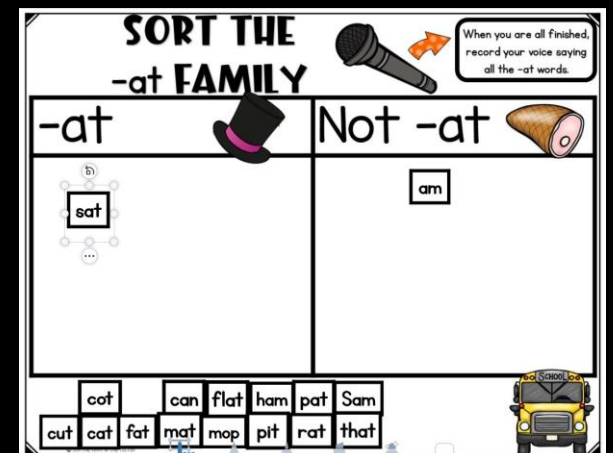 SORT THE
-at FAMILY
When you are all finished,
record your voice saying
all the -at words.
-at
Not -at
sat
am
SCHOOL
cot can flat ham pat Sam
cut cat fat mat mop pit rat that